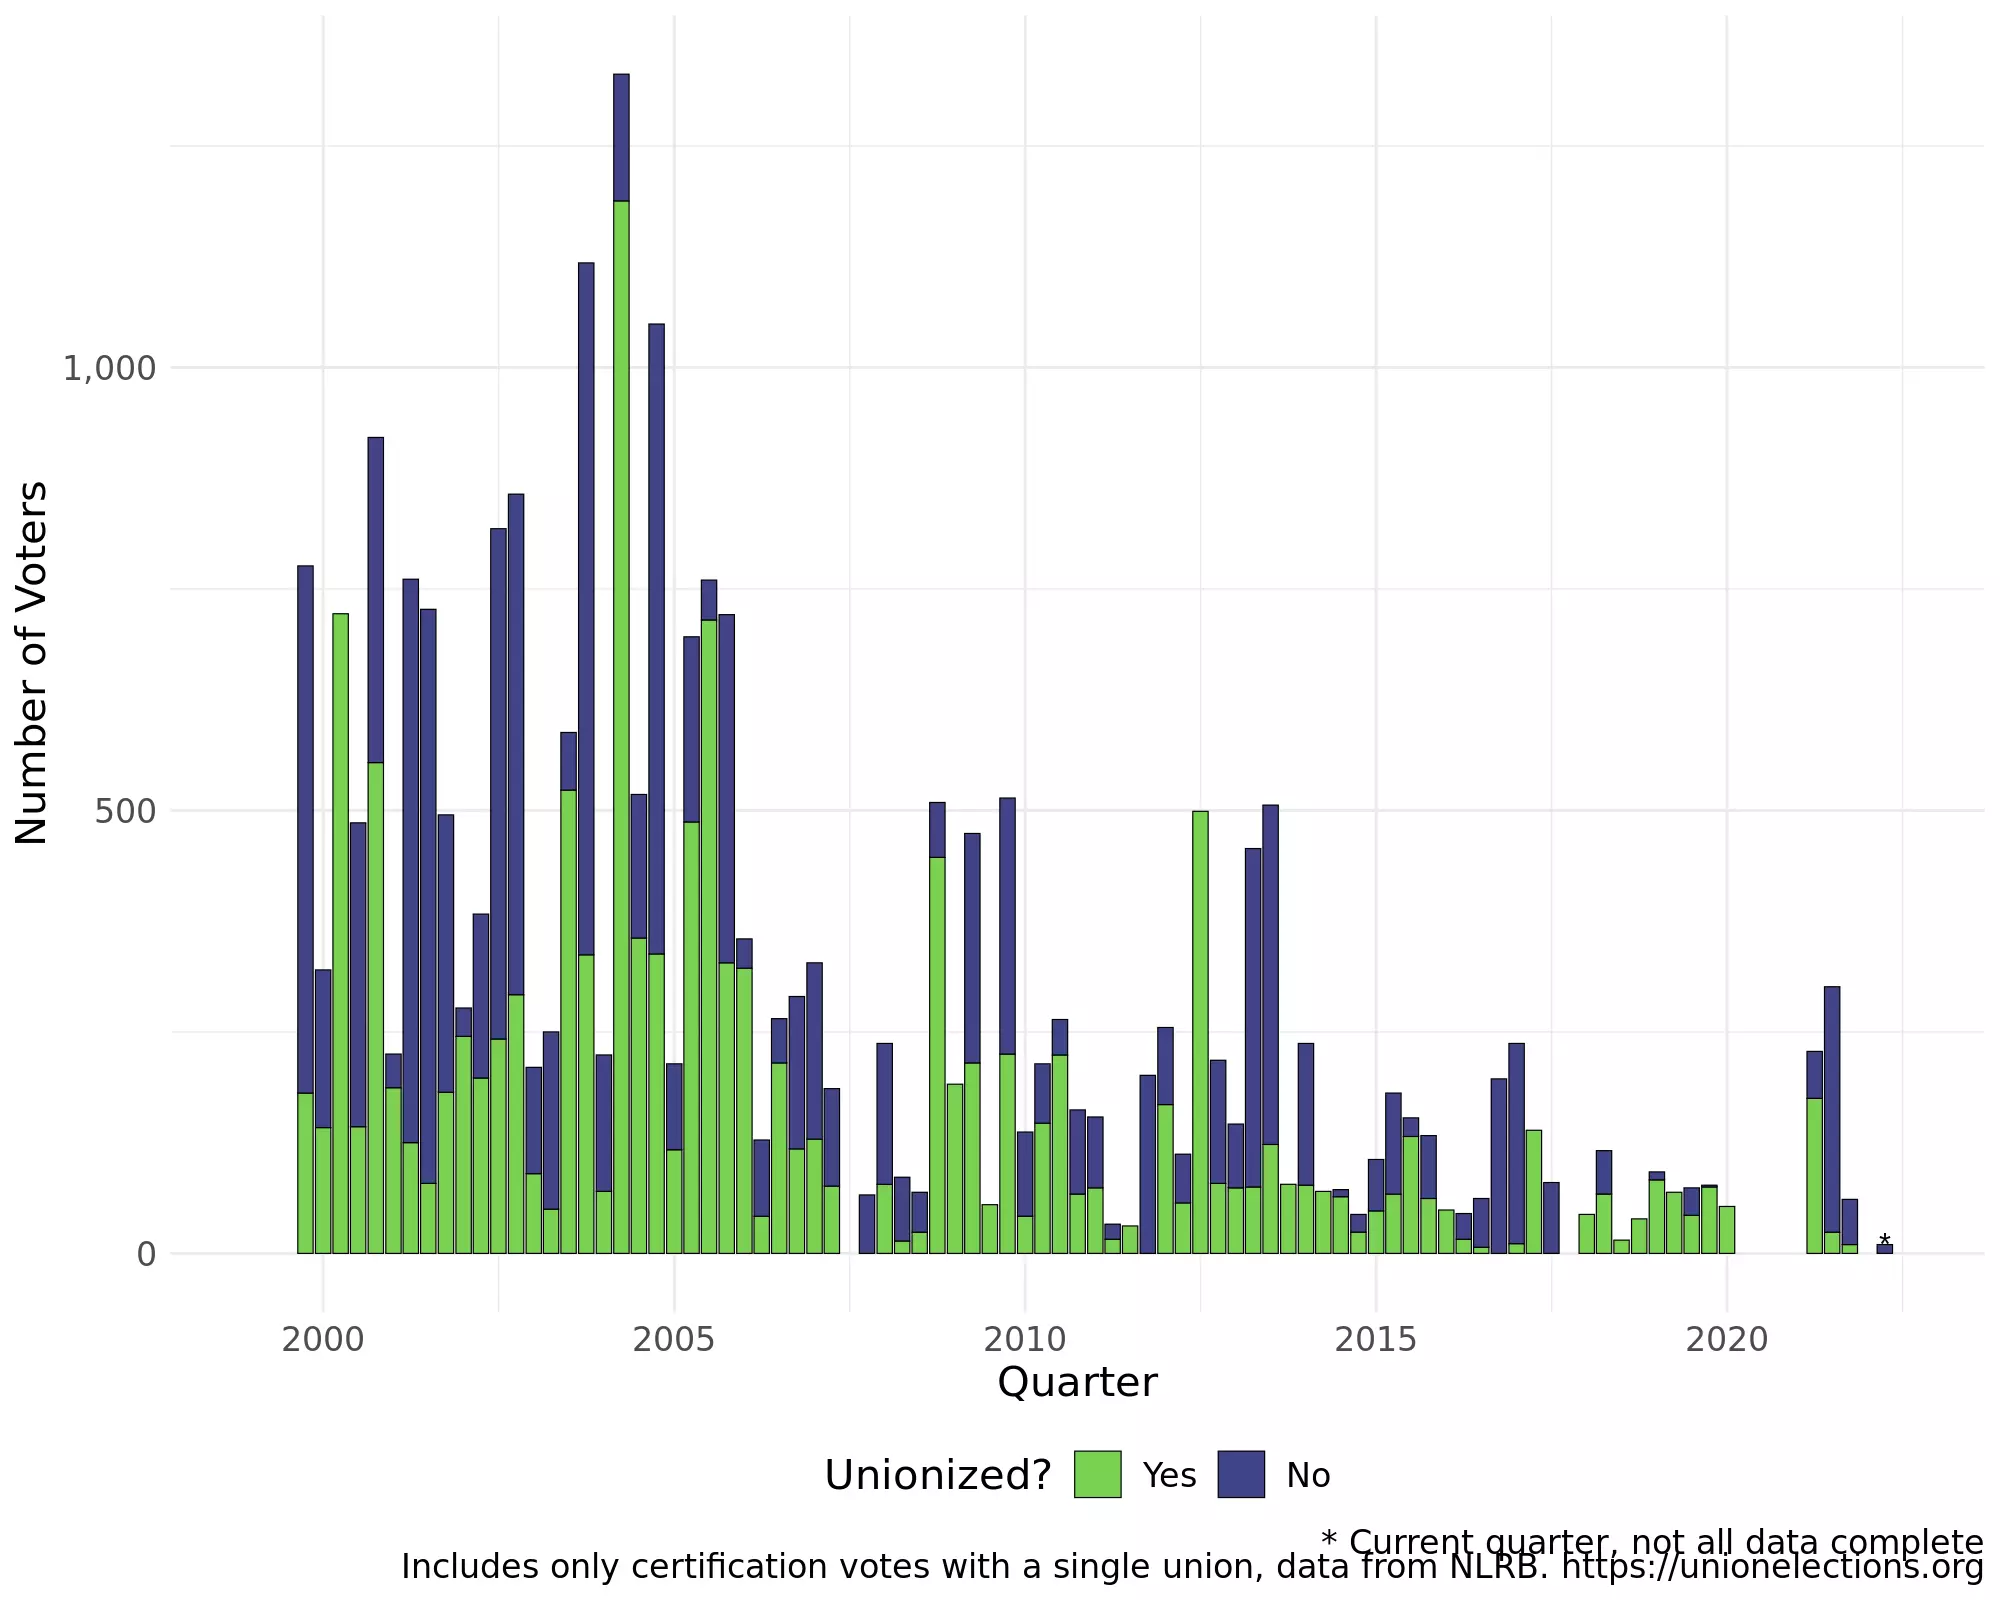 1,000
500
0
Number of Voters
*
2000 2005 2010 2015 2020
Quarter
Unionized? Yes No
* Current quarter, not all data complete
Includes only certification votes with a single union, data from NLRB. https://unionelections.org